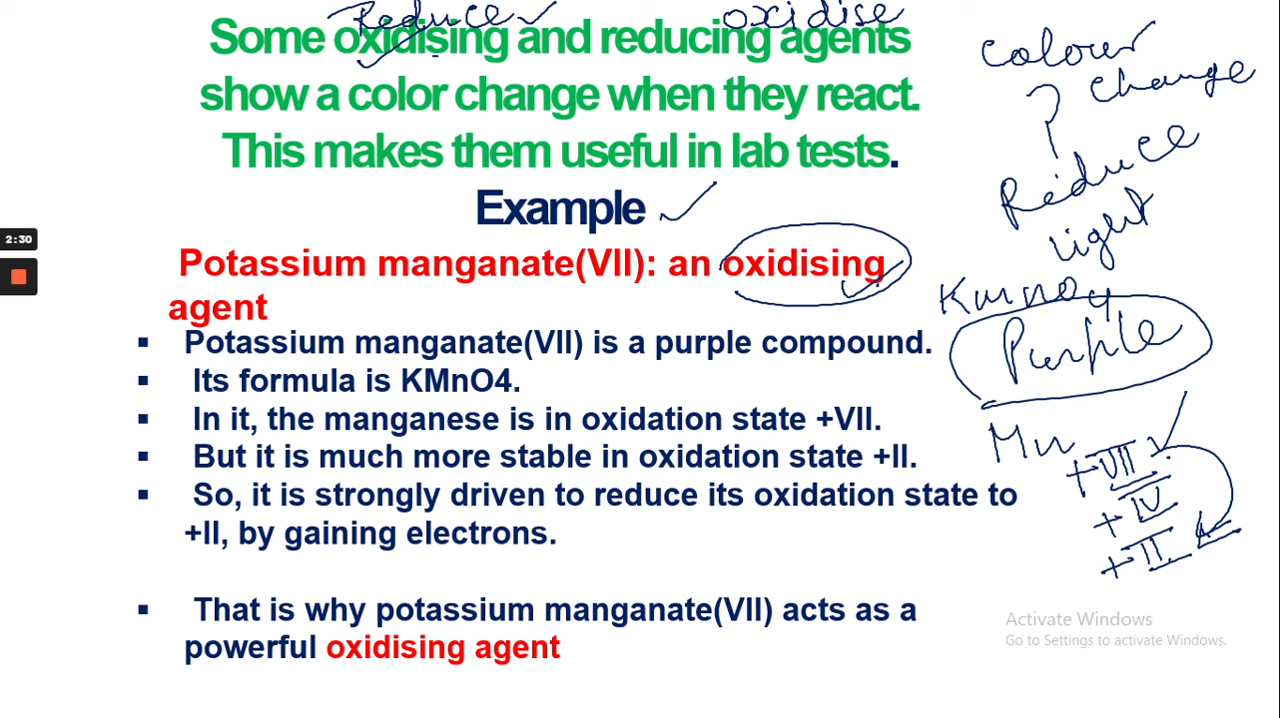 Reduce
oxidise
Some oxidising and reducing agents
show a color change when they react.
This makes them useful in lab tests.
Example
Potassium manganate(VII): an oxidising
agent
▪ Potassium manganate(VII) is a purple compound.
▪ Its formula is KMnO4.
▪ In it, the manganese is in oxidation state +VII.
▪ But it is much more stable in oxidation state +II.
▪ So, it is strongly driven to reduce its oxidation state to
+II, by gaining electrons.
▪ That is why potassium manganate(VII) acts as a
powerful oxidising agent
colour
change
Reduce
light
KMnO4
Purple
Mn
+VII
+IV
+II
2:30
Activate Windows
Go to Settings to activate Windows.